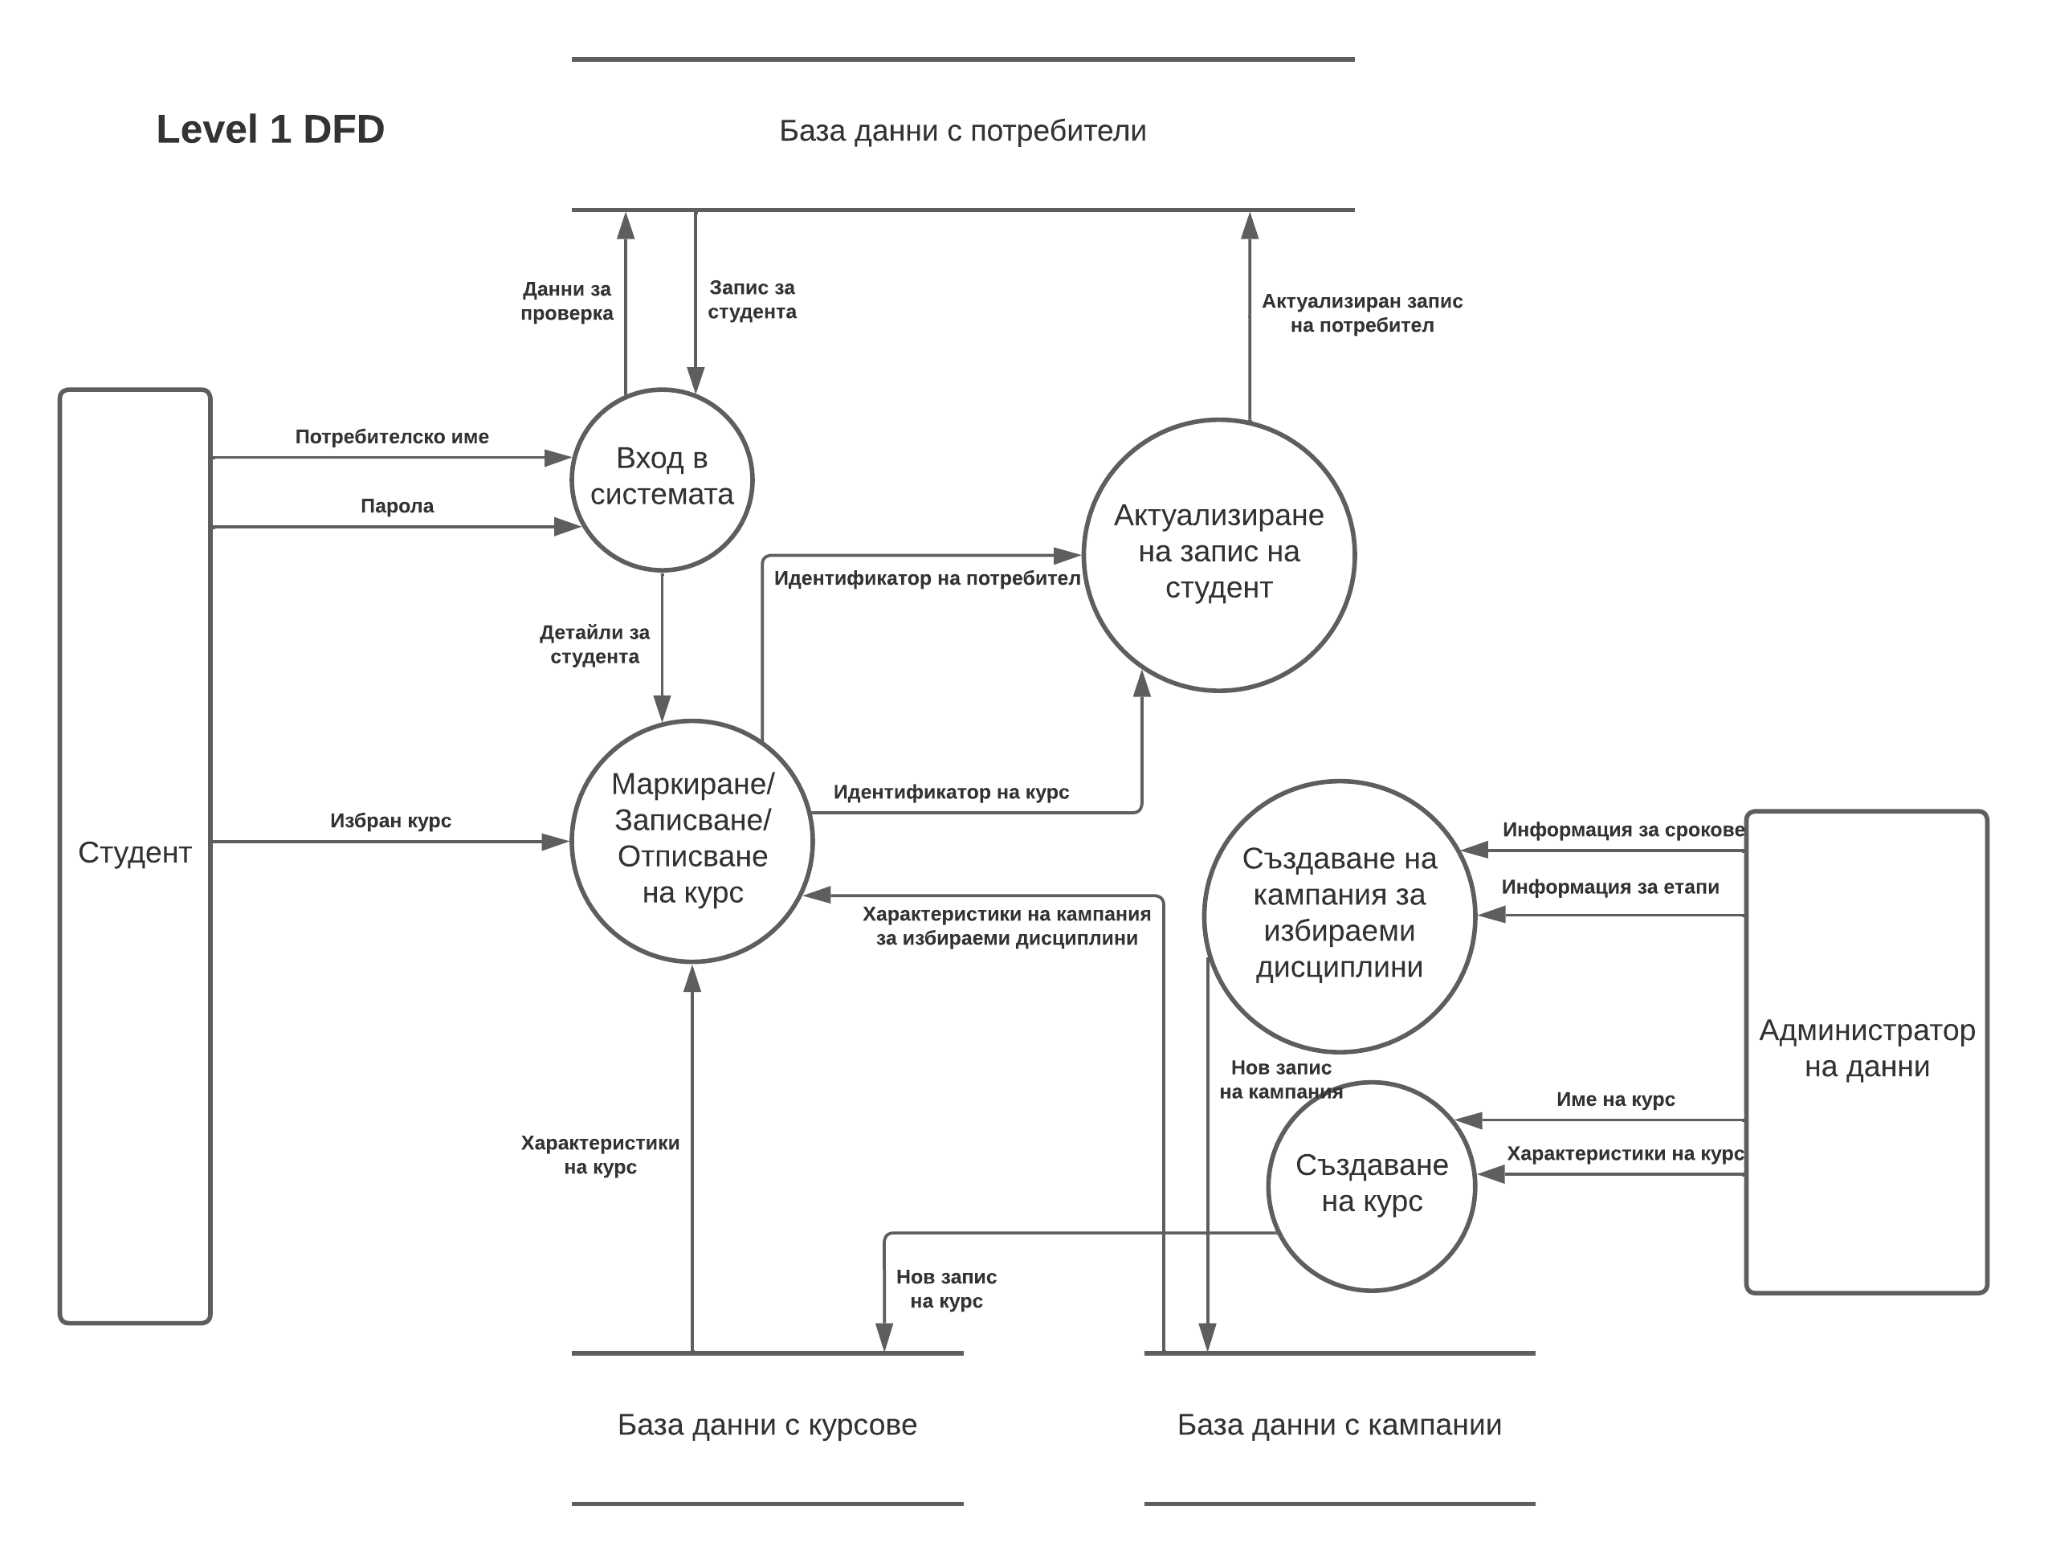 Level 1 DFD
База данни с потребители
Данни за
проверка
Запис за
студента
Актуализиран запис
на потребител
Потребителско име
Парола
Вход в
системата
Актуализиране
на запис на
студент
Идентификатор на потребител
Детайли за
студента
Студент
Избран курс
Маркиране/
Записване/
Отписване
на курс
Идентификатор на курс
Характеристики на кампания
за избираеми дисциплини
Създаване на
кампания за
избираеми
дисциплини
Информация за срокове
Информация за етапи
Администратор
на данни
Нов запис
на кампания
Име на курс
Характеристики на курс
Създаване
на курс
Характеристики
на курс
Нов запис
на курс
База данни с курсове
База данни с кампании